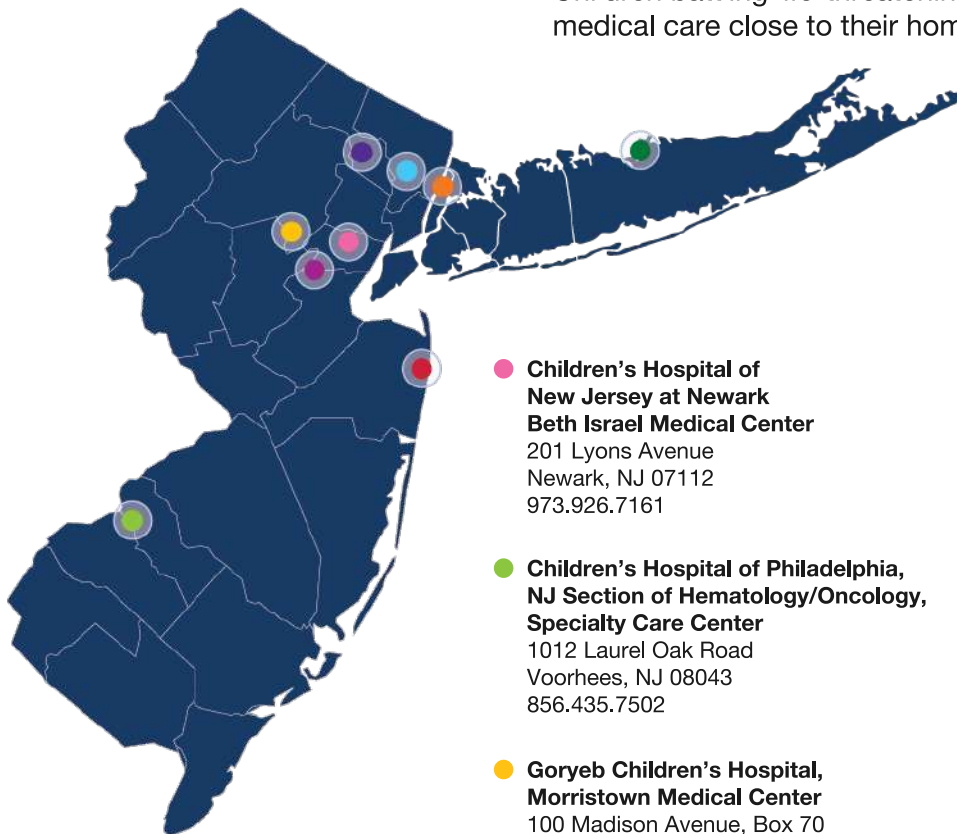 medical care close to their hom
Children's Hospital of
New Jersey at Newark
Beth Israel Medical Center
201 Lyons Avenue
Newark, NJ 07112
973.926.7161
Children's Hospital of Philadelphia,
NJ Section of Hematology/Oncology,
Specialty Care Center
1012 Laurel Oak Road
Voorhees, NJ 08043
856.435.7502
Goryeb Children's Hospital,
Morristown Medical Center
100 Madison Avenue, Box 70